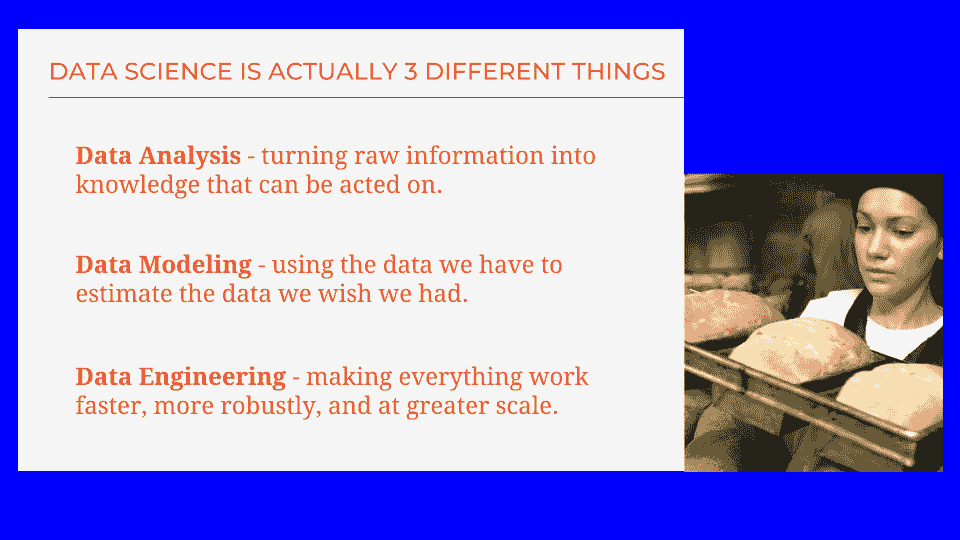 DATA SCIENCE IS ACTUALLY 3 DIFFERENT THINGS
Data Analysis - turning raw information into
knowledge that can be acted on.
Data Modeling - using the data we have to
estimate the data we wish we had.
Data Engineering - making everything work
faster, more robustly, and at greater scale.